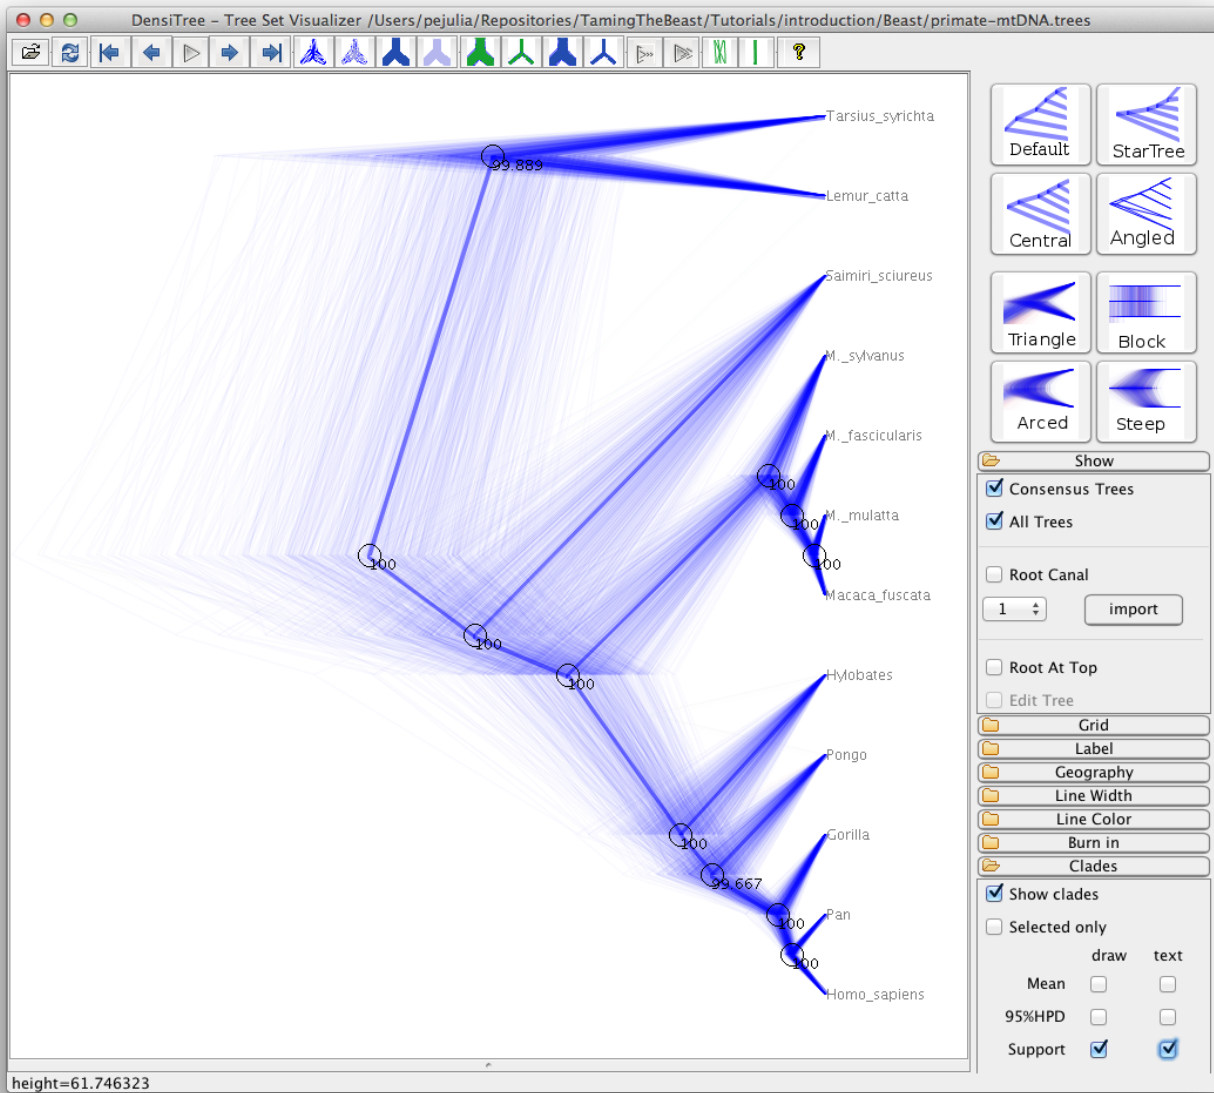 DensiTree - Tree Set Visualizer /Users/pejulia/Repositories/TamingTheBeast/Tutorials/introduction/Beast/primate-mtDNA.trees
?
Tarsius_syrichta
99.889
Lemur_catta
Saimiri_sciureus
M._sylvanus
M._fascicularis
100
M._mulatta
100
100
100
Macaca_fuscata
100
Hylobates
100
Pongo
Gorilla
100
99.667
Pan
100
100
Homo_sapiens
Default
StarTree
Central
Angled
Triangle
Block
Arced
Steep
Show
Consensus Trees
All Trees
Root Canal
1
import
Root At Top
Edit Tree
Grid
Label
Geography
Line Width
Line Color
Burn in
Clades
Show clades
Selected only
draw text
Mean
95%HPD
Support
height=61.746323